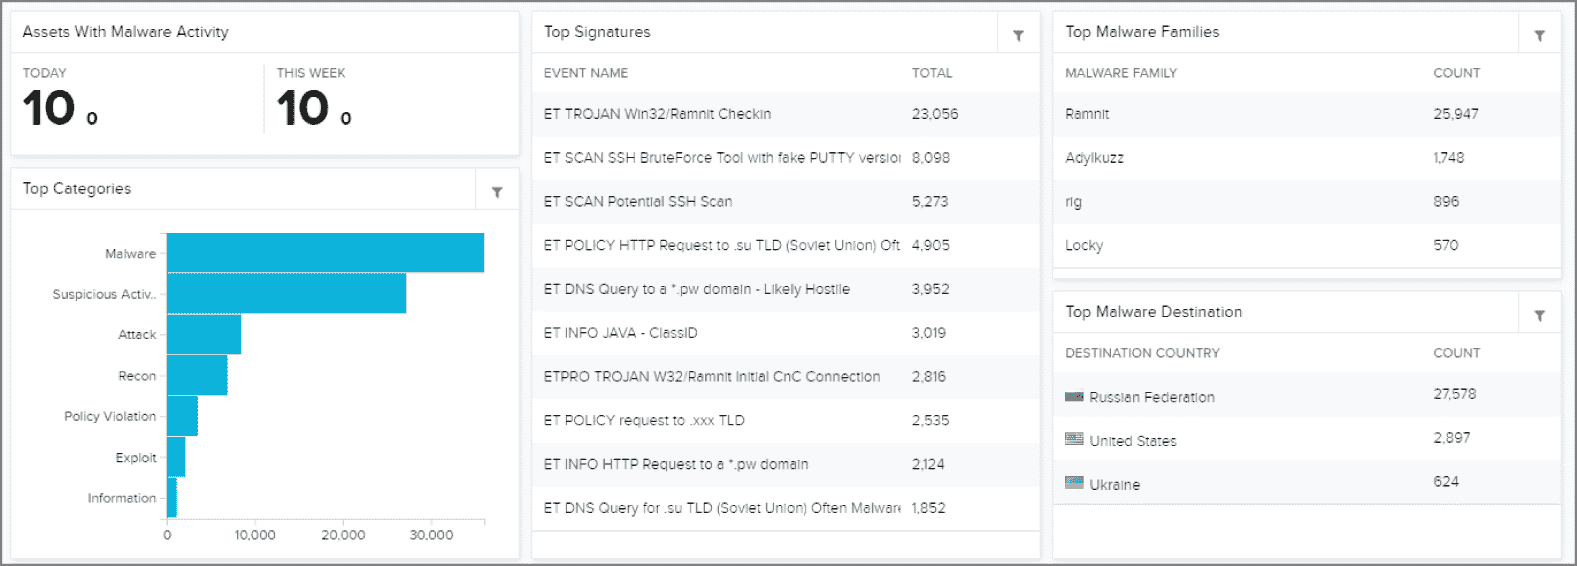 Assets With Malware Activity
TODAY
10 0
THIS WEEK
10 0
Top Categories
Malware
Suspicious Activ..
Attack
Recon
Policy Violation
Exploit
Information
0 10,000 20,000 30,000
Top Signatures
EVENT NAME TOTAL
ET TROJAN Win32/Ramnit Checkin 23,056
ET SCAN SSH BruteForce Tool with fake PUTTY version 8,098
ET SCAN Potential SSH Scan 5,273
ET POLICY HTTP Request to .su TLD (Soviet Union) Oft 4,905
ET DNS Query to a *.pw domain - Likely Hostile 3,952
ET INFO JAVA - ClassID 3,019
ETPRO TROJAN W32/Ramnit Initial CnC Connection 2,816
ET POLICY request to .xxx TLD 2,535
ET INFO HTTP Request to a *.pw domain 2,124
ET DNS Query for .su TLD (Soviet Union) Often Malware 1,852
Top Malware Families
MALWARE FAMILY COUNT
Ramnit 25,947
Adylkuzz 1,748
rig 896
Locky 570
Top Malware Destination
DESTINATION COUNTRY COUNT
Russian Federation 27,578
United States 2,897
Ukraine 624